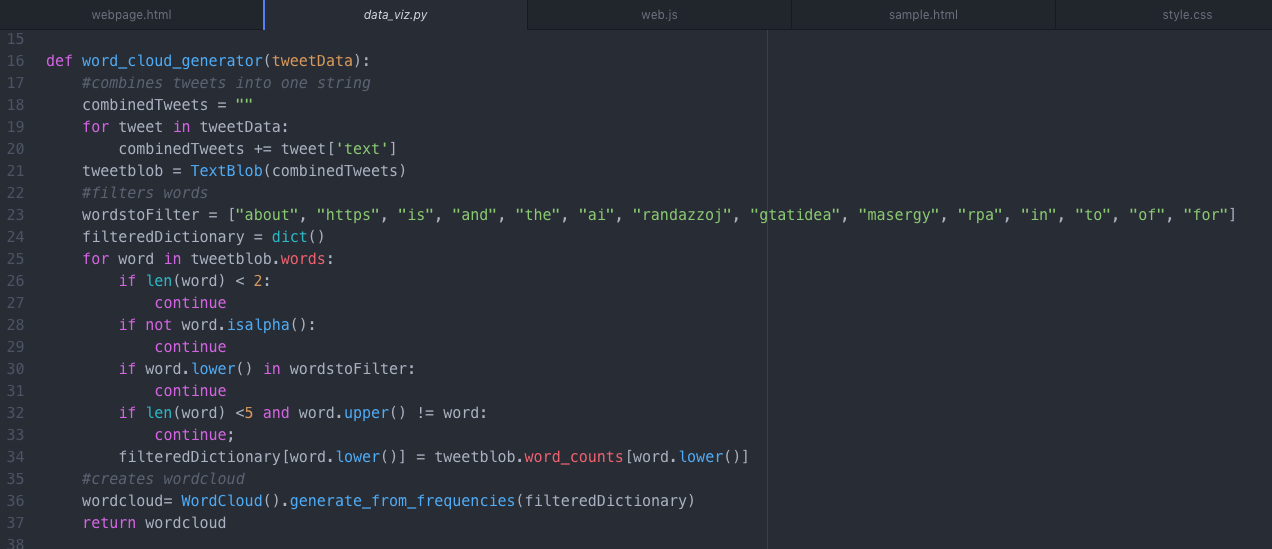 webpage.html data_viz.py web.js sample.html style.css
15
16 def word_cloud_generator(tweetData):
17     #combines tweets into one string
18     combinedTweets = ""
19     for tweet in tweetData:
20         combinedTweets += tweet['text']
21     tweetblob = TextBlob(combinedTweets)
22     #filters words
23     wordstoFilter = ["about", "https", "is", "and", "the", "ai", "randazzoj", "gtatidea", "masergy", "rpa", "in", "to", "of", "for"]
24     filteredDictionary = dict()
25     for word in tweetblob.words:
26         if len(word) < 2:
27             continue
28         if not word.isalpha():
29             continue
30         if word.lower() in wordstoFilter:
31             continue
32         if len(word) <5 and word.upper() != word:
33             continue;
34         filteredDictionary[word.lower()] = tweetblob.word_counts[word.lower()]
35     #creates wordcloud
36     wordcloud= WordCloud().generate_from_frequencies(filteredDictionary)
37     return wordcloud
38